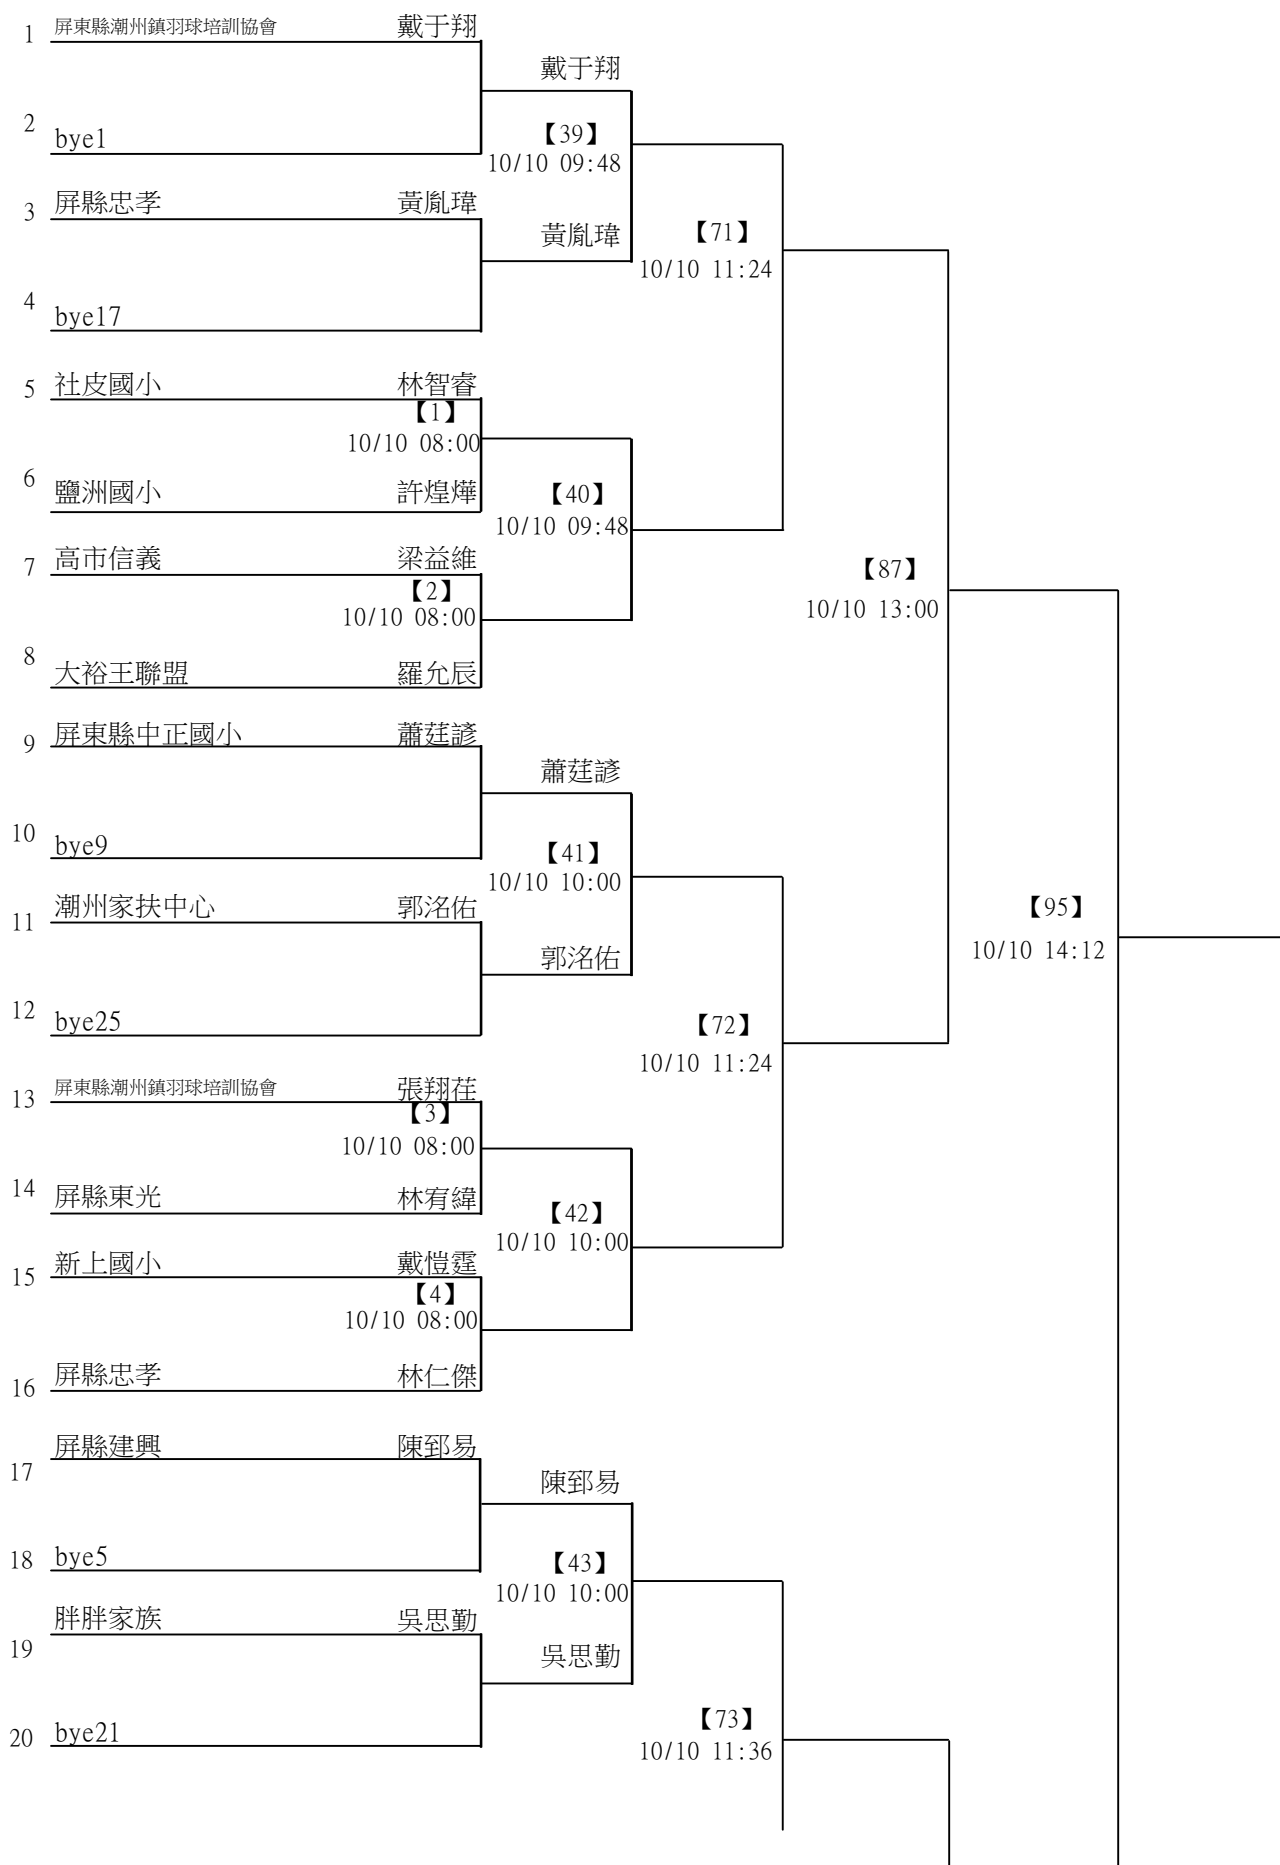 1 屏東縣潮州鎮羽球培訓協會 戴于翔
戴于翔
2 bye1
【39】
10/10 09:48
3 屏縣忠孝 黃胤瑋
黃胤瑋
【71】
10/10 11:24
4 bye17
5 社皮國小 林智睿
【1】
10/10 08:00
6 鹽洲國小 許煌燁
【40】
10/10 09:48
7 高市信義 梁益維
【2】
10/10 08:00
【87】
10/10 13:00
8 大裕王聯盟 羅允辰
9 屏東縣中正國小 蕭莛諺
蕭莛諺
10 bye9
【41】
10/10 10:00
11 潮州家扶中心 郭洺佑
【95】
10/10 14:12
郭洺佑
12 bye25
【72】
10/10 11:24
13 屏東縣潮州鎮羽球培訓協會 張翔荏
【3】
10/10 08:00
14 屏縣東光 林宥緯
【42】
10/10 10:00
15 新上國小 戴愷霆
【4】
10/10 08:00
16 屏縣忠孝 林仁傑
17 屏縣建興 陳郅易
陳郅易
18 bye5
【43】
10/10 10:00
19 胖胖家族 吳思勤
吳思勤
20 bye21
【73】
10/10 11:36